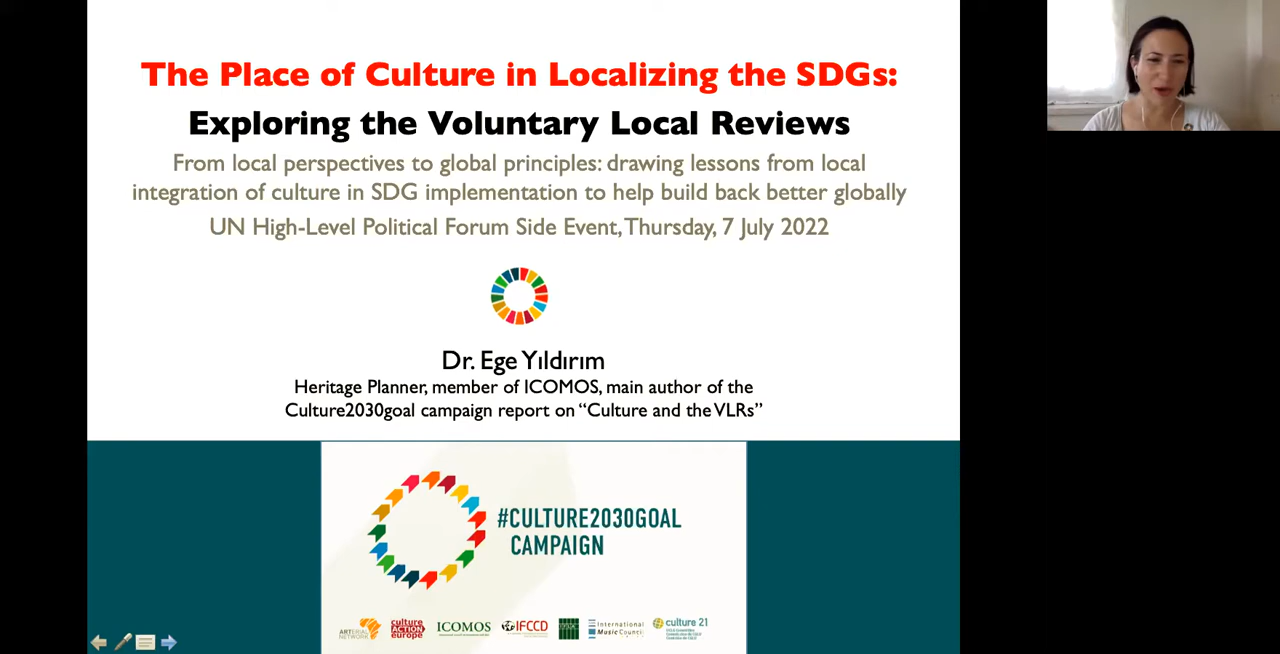 The Place of Culture in Localizing the SDGs:
Exploring the Voluntary Local Reviews
From local perspectives to global principles: drawing lessons from local
integration of culture in SDG implementation to help build back better globally
UN High-Level Political Forum Side Event, Thursday, 7 July 2022
Dr. Ege Yıldırım
Heritage Planner, member of ICOMOS, main author of the
Culture2030goal campaign report on “Culture and the VLRs”
#CULTURE2030GOAL
CAMPAIGN
ARTERIAL
NETWORK
culture
ACTION
europe
ICOMOS
IFCCD
International
Music Council
culture 21